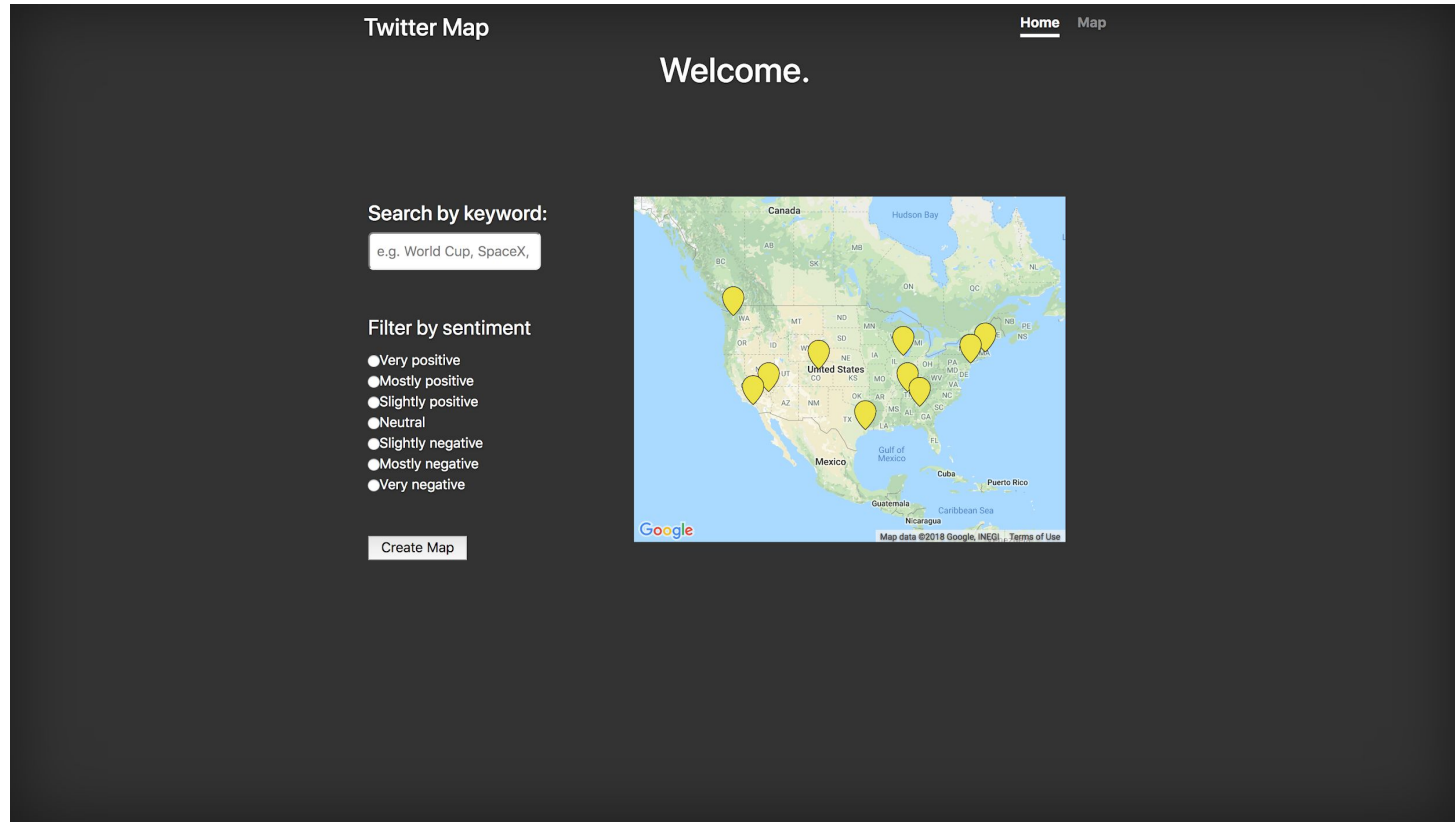 Twitter Map
Home Map
Welcome.
Search by keyword:
e.g. World Cup, SpaceX,
Filter by sentiment
Very positive
Mostly positive
Slightly positive
Neutral
Slightly negative
Mostly negative
Very negative
Create Map
Canada
Hudson Bay
AB
MB
BC
SK
NL
ON
QC
WA
MT
ND
MN
NB
PE
NS
OR
ID
SD
MI
NE
IA
United States
IL
OH
PA
MD
DE
UT
CO
KS
MO
WV
VA
AZ
NM
OK
AR
NC
SC
TX
MS
AL
GA
LA
FL
Gulf of
Mexico
Mexico
Cuba
Puerto Rico
Guatemala
Caribbean Sea
Nicaragua
Google
Map data ©2018 Google, INEGI Terms of Use